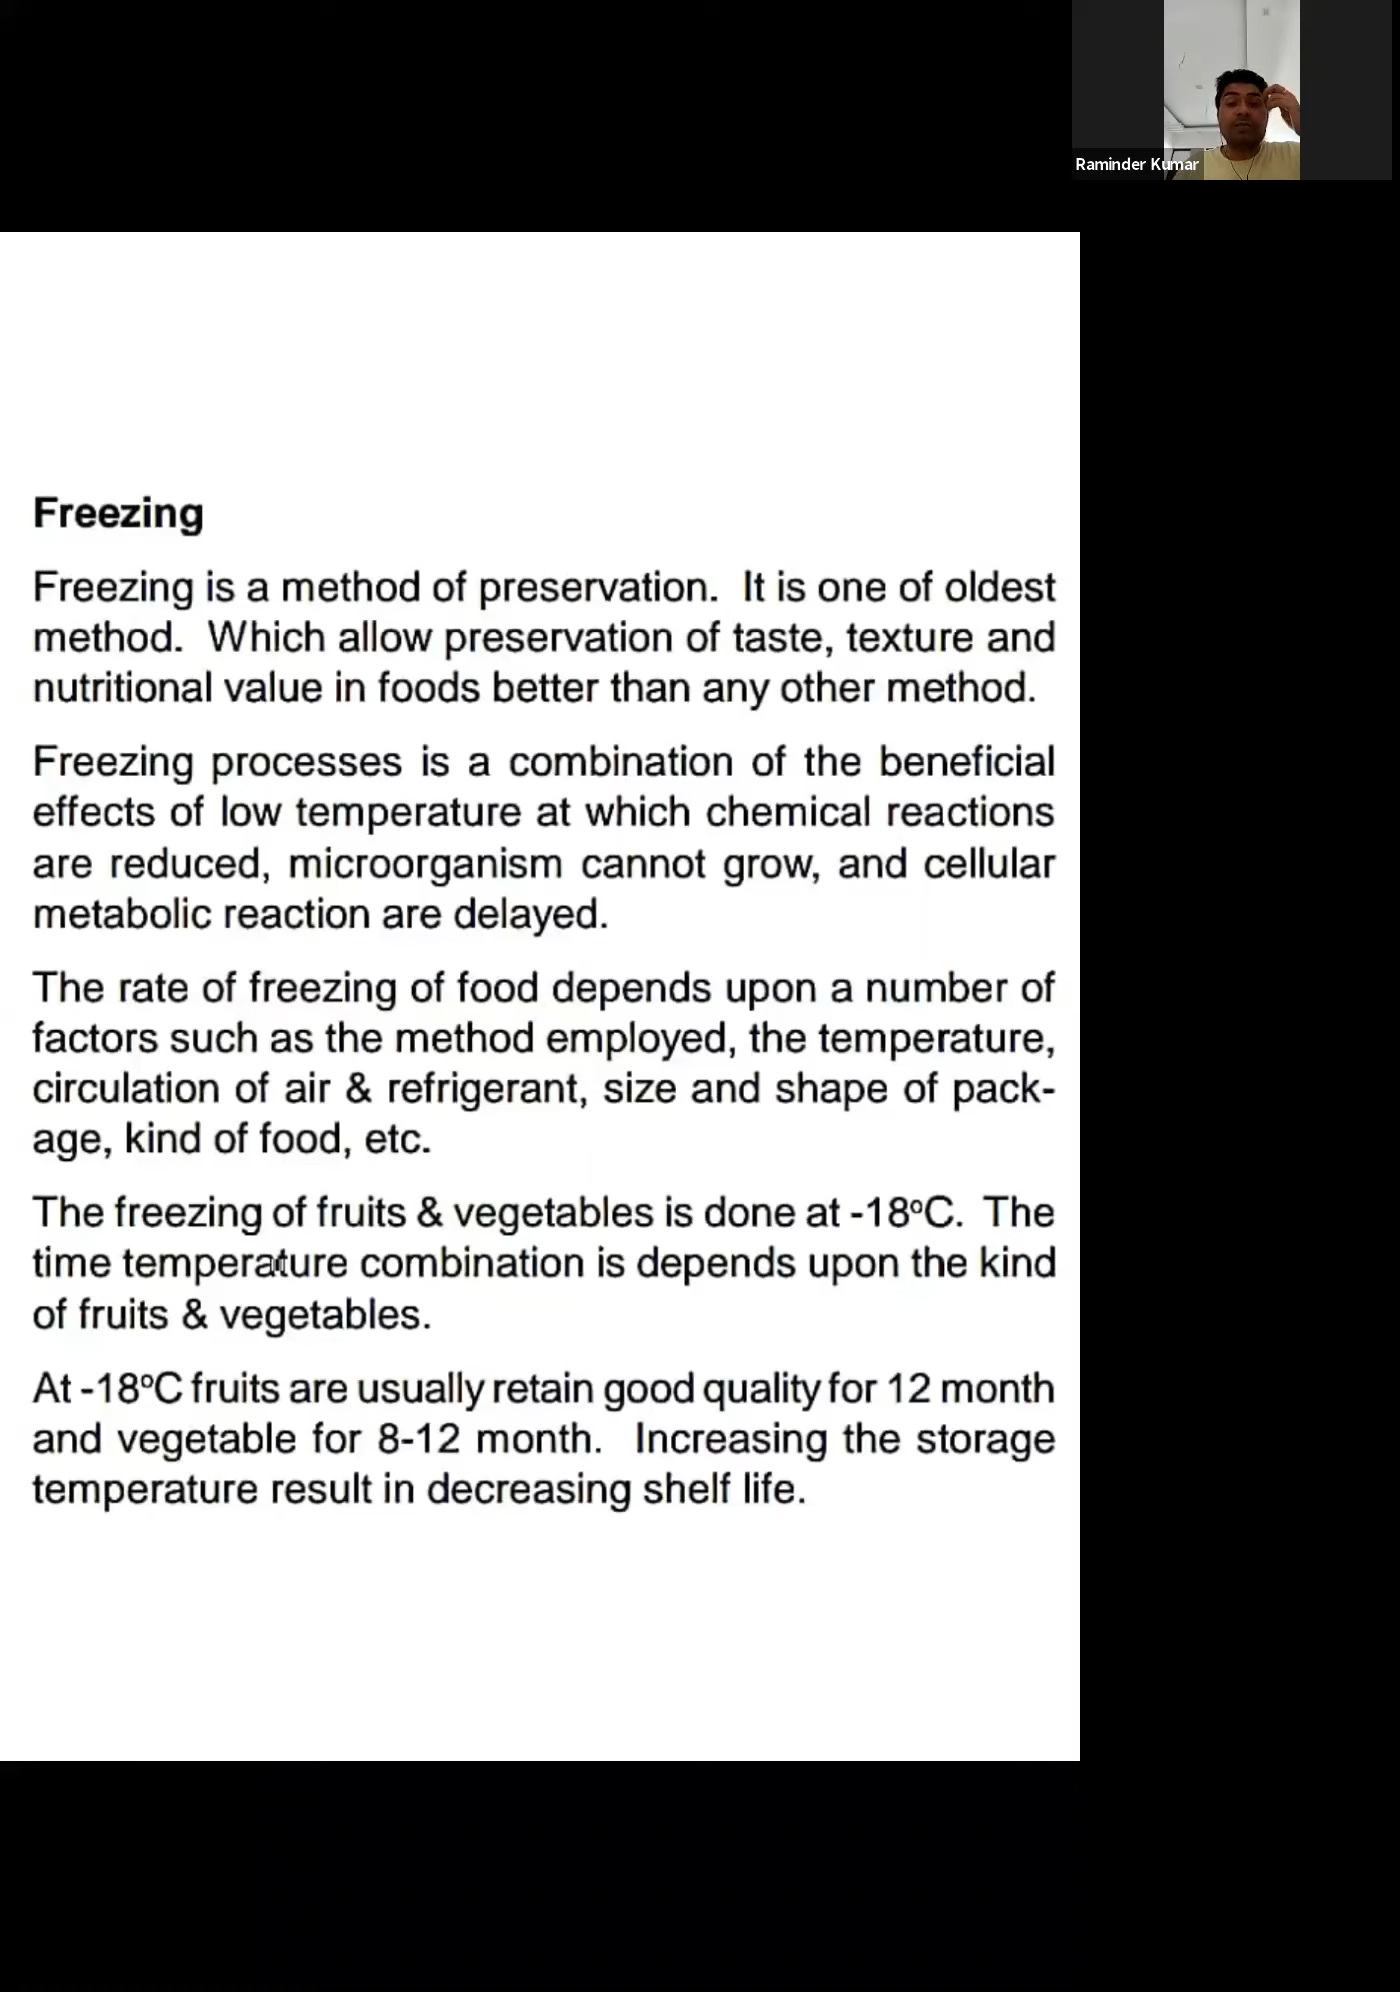 Raminder Kumar
Freezing
Freezing is a method of preservation. It is one of oldest
method. Which allow preservation of taste, texture and
nutritional value in foods better than any other method.
Freezing processes is a combination of the beneficial
effects of low temperature at which chemical reactions
are reduced, microorganism cannot grow, and cellular
metabolic reaction are delayed.
The rate of freezing of food depends upon a number of
factors such as the method employed, the temperature,
circulation of air & refrigerant, size and shape of pack-
age, kind of food, etc.
The freezing of fruits & vegetables is done at -18ºC. The
time temperature combination is depends upon the kind
of fruits & vegetables.
At -18ºC fruits are usually retain good quality for 12 month
and vegetable for 8-12 month. Increasing the storage
temperature result in decreasing shelf life.